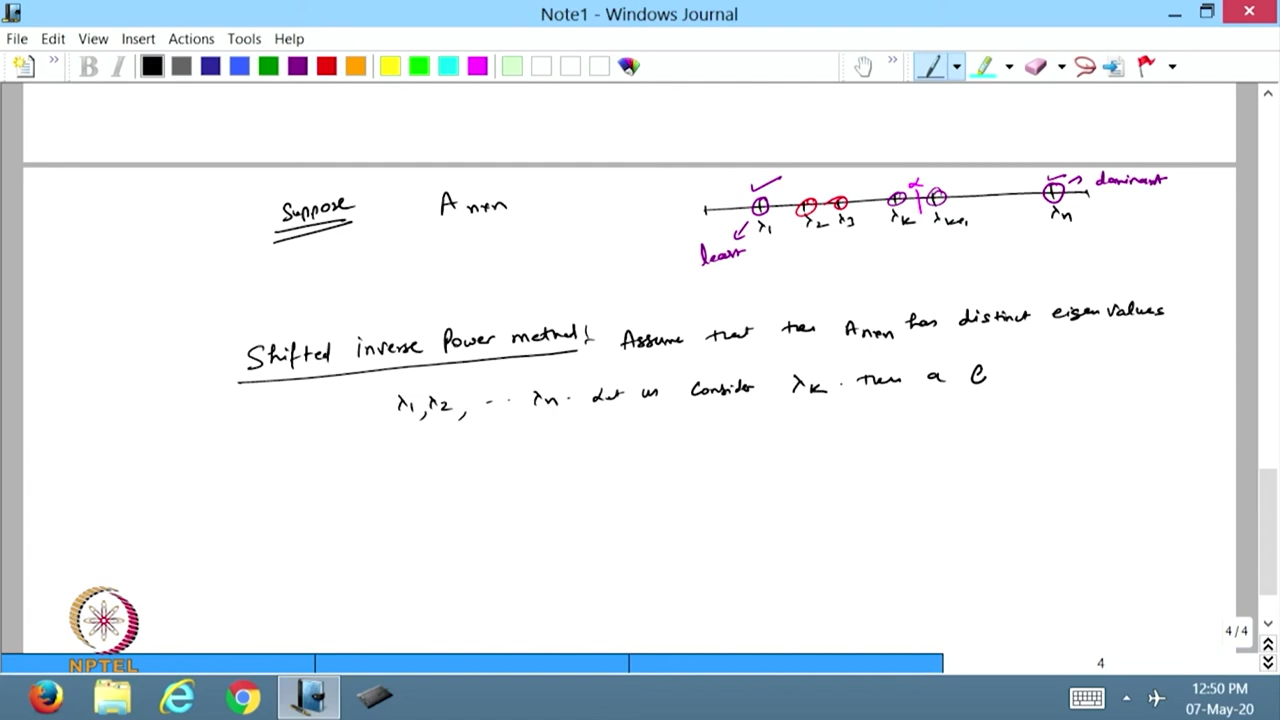 Note1 - Windows Journal
File Edit View Insert Actions Tools Help
Suppose A n×n
α
dominant
λ1 λ2 λ3 λk λk+1 λn
least
Shifted inverse Power method: Assume that the A n×n has distinct eigenvalues
λ1, λ2, -.. λn. Let us Consider λk. then a C
4 / 4
NPTEL
4
12:50 PM
07-May-20